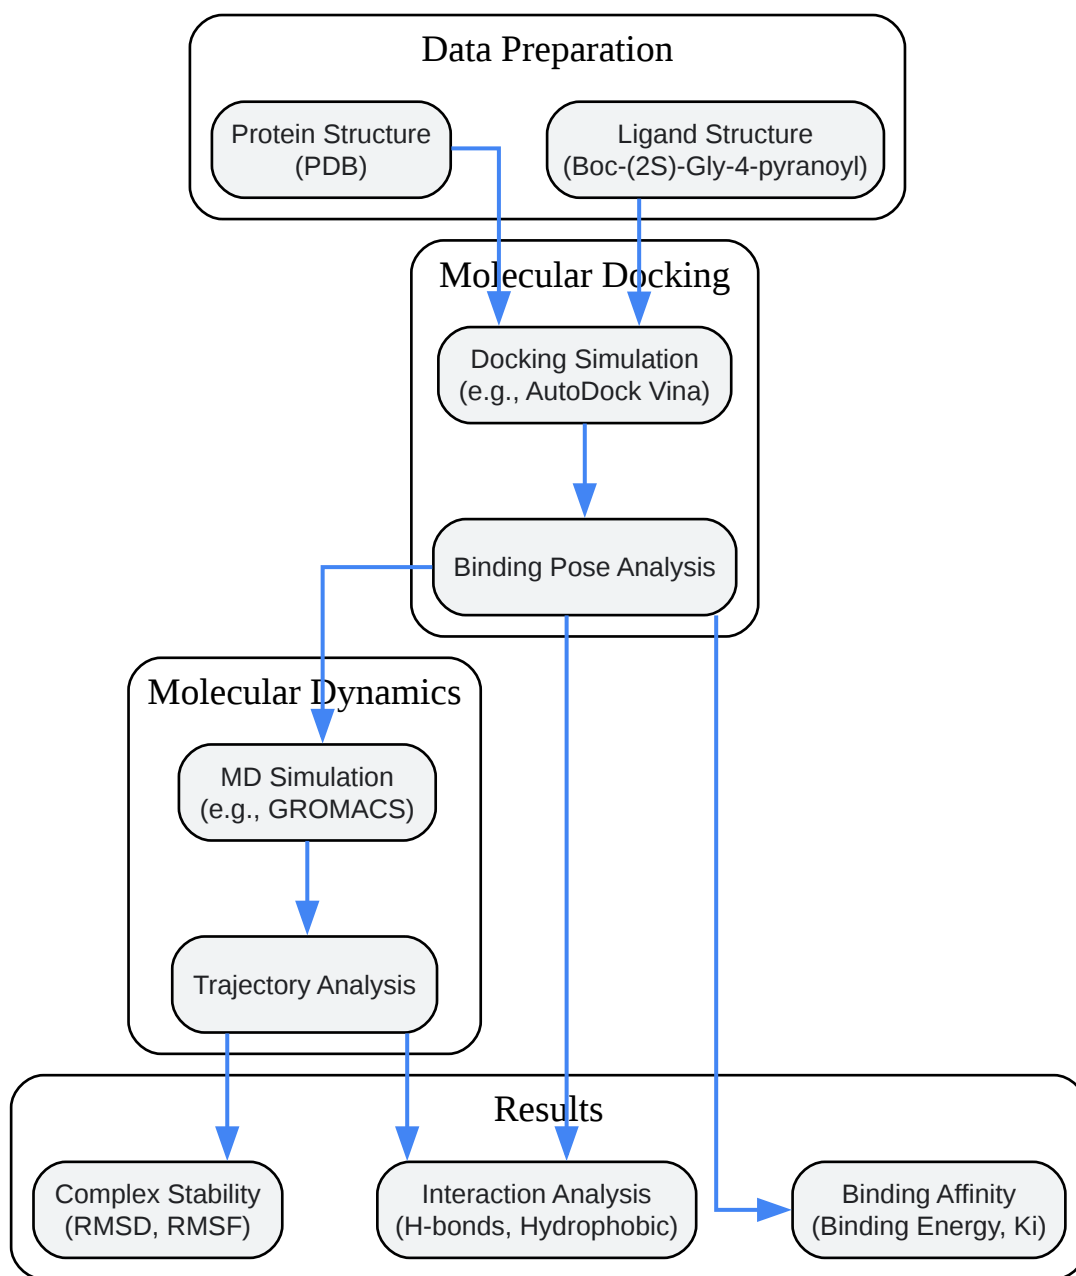 Data Preparation
Protein Structure
(PDB)
Ligand Structure
(Boc-(2S)-Gly-4-pyranoyl)
Molecular Docking
Docking Simulation
(e.g., AutoDock Vina)
Binding Pose Analysis
Molecular Dynamics
MD Simulation
(e.g., GROMACS)
Trajectory Analysis
Results
Complex Stability
(RMSD, RMSF)
Interaction Analysis
(H-bonds, Hydrophobic)
Binding Affinity
(Binding Energy, Ki)